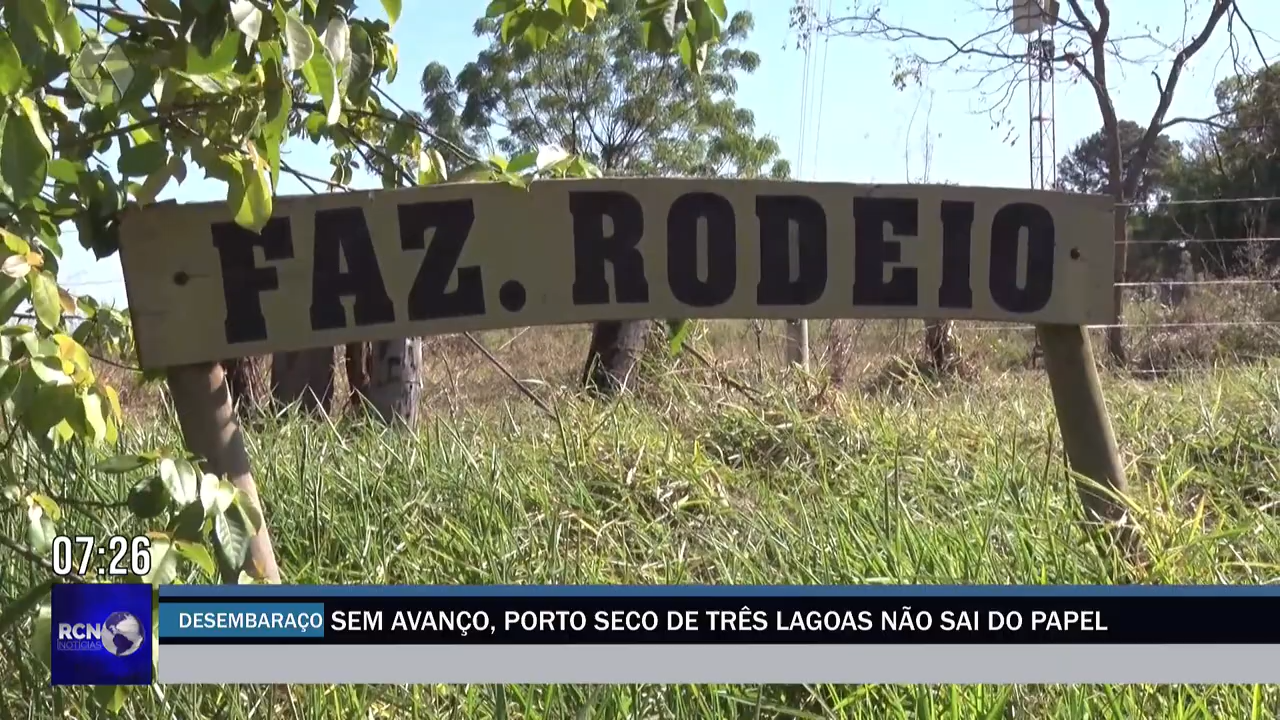 FAZ. RODEIO
07:26
RCN
NOTÍCIAS
DESEMBARAÇO SEM AVANÇO, PORTO SECO DE TRÊS LAGOAS NÃO SAI DO PAPEL